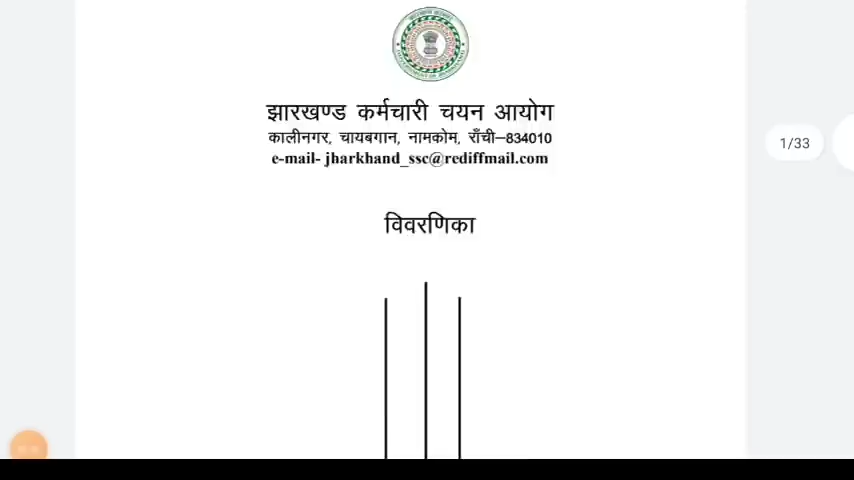 झारखण्ड कर्मचारी चयन आयोग
कालीनगर, चायबगान, नामकोम, राँची–834010
e-mail- jharkhand_ssc@rediffmail.com
1/33
विवरणिका